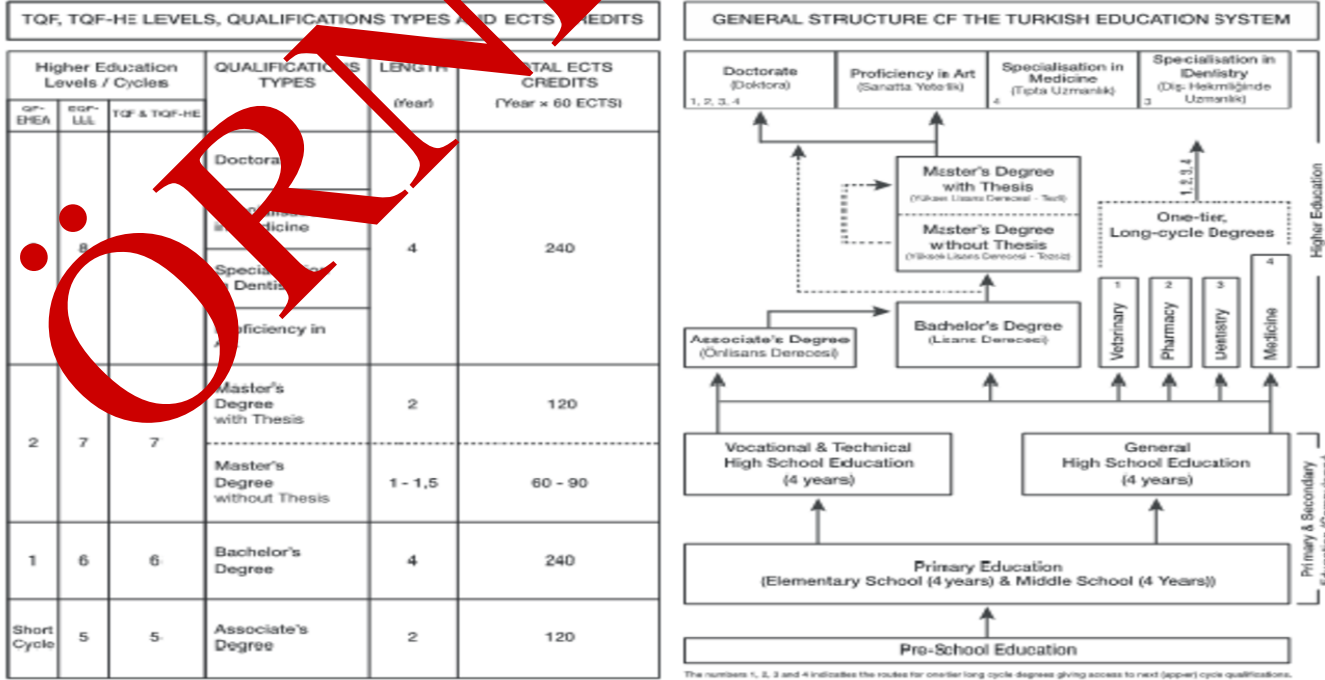 TQF, TQF-HE LEVELS, QUALIFICATIONS TYPES AND ECTS CREDITS
Higher Education
Levels / Cycles
QUALIFICATIONS
TYPES
LENGTH
(Year)
TOTAL ECTS
CREDITS
(Year x 60 ECTS)
QF-
EHEA
EQF-
LLL
TQF & TQF-HE
8
in Medicine
4
240
Proficiency in
2
7
7
Master's
Degree
with Thesis
2
120
Master's
Degree
without Thesis
1 - 1,5
60 - 90
1
6
6
Bachelor's
Degree
4
240
Short
Cycle
5
5
Associate's
Degree
2
120
GENERAL STRUCTURE OF THE TURKISH EDUCATION SYSTEM
Doctorate
(Doktora)
1, 2, 3, 4
Proficiency in Art
(Sanatta Yeterlik)
Specialisation in
Medicine
(Tıpta Uzmanlık)
4
Specialisation in
Dentistry
(Diş Hekimliğinde
Uzmanlık)
3
Master's Degree
with Thesis
(Yüksek Lisans Derecesi - Tezli)
Master's Degree
without Thesis
(Yüksek Lisans Derecesi - Tezsiz)
1, 2, 3, 4
One-tier,
Long-cycle Degrees
Higher Education
Associate's Degree
(Önlisans Derecesi)
Bachelor's Degree
(Lisans Derecesi)
1
Veterinary
2
Pharmacy
3
Dentistry
4
Medicine
Vocational & Technical
High School Education
(4 years)
General
High School Education
(4 years)
Primary & Secondary
Primary Education
(Elementary School (4 years) & Middle School (4 Years))
Pre-School Education
The numbers 1, 2, 3 and 4 indicates the routes for one-tier long cycle degrees giving access to next (upper) cycle qualifications.